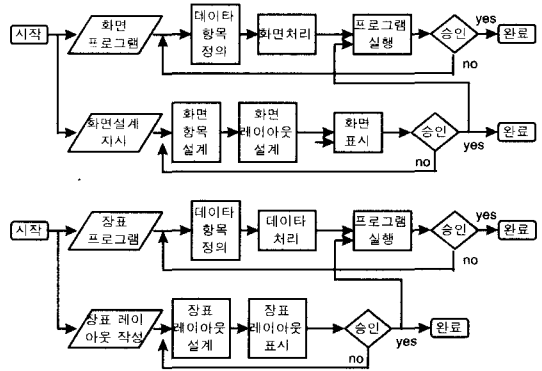 시작
화면
프로그램
데이타
항목
정의
화면처리
프로그램
실행
승인
yes
no
완료
화면설계
지시
화면
항목
설계
화면
레이아웃
설계
화면
표시
승인
yes
no
완료
시작
장표
프로그램
데이타
항목
정의
데이타
처리
프로그램
실행
승인
yes
no
완료
장표 레이
아웃 작성
장표
레이아웃
설계
장표
레이아웃
표시
승인
yes
no
완료